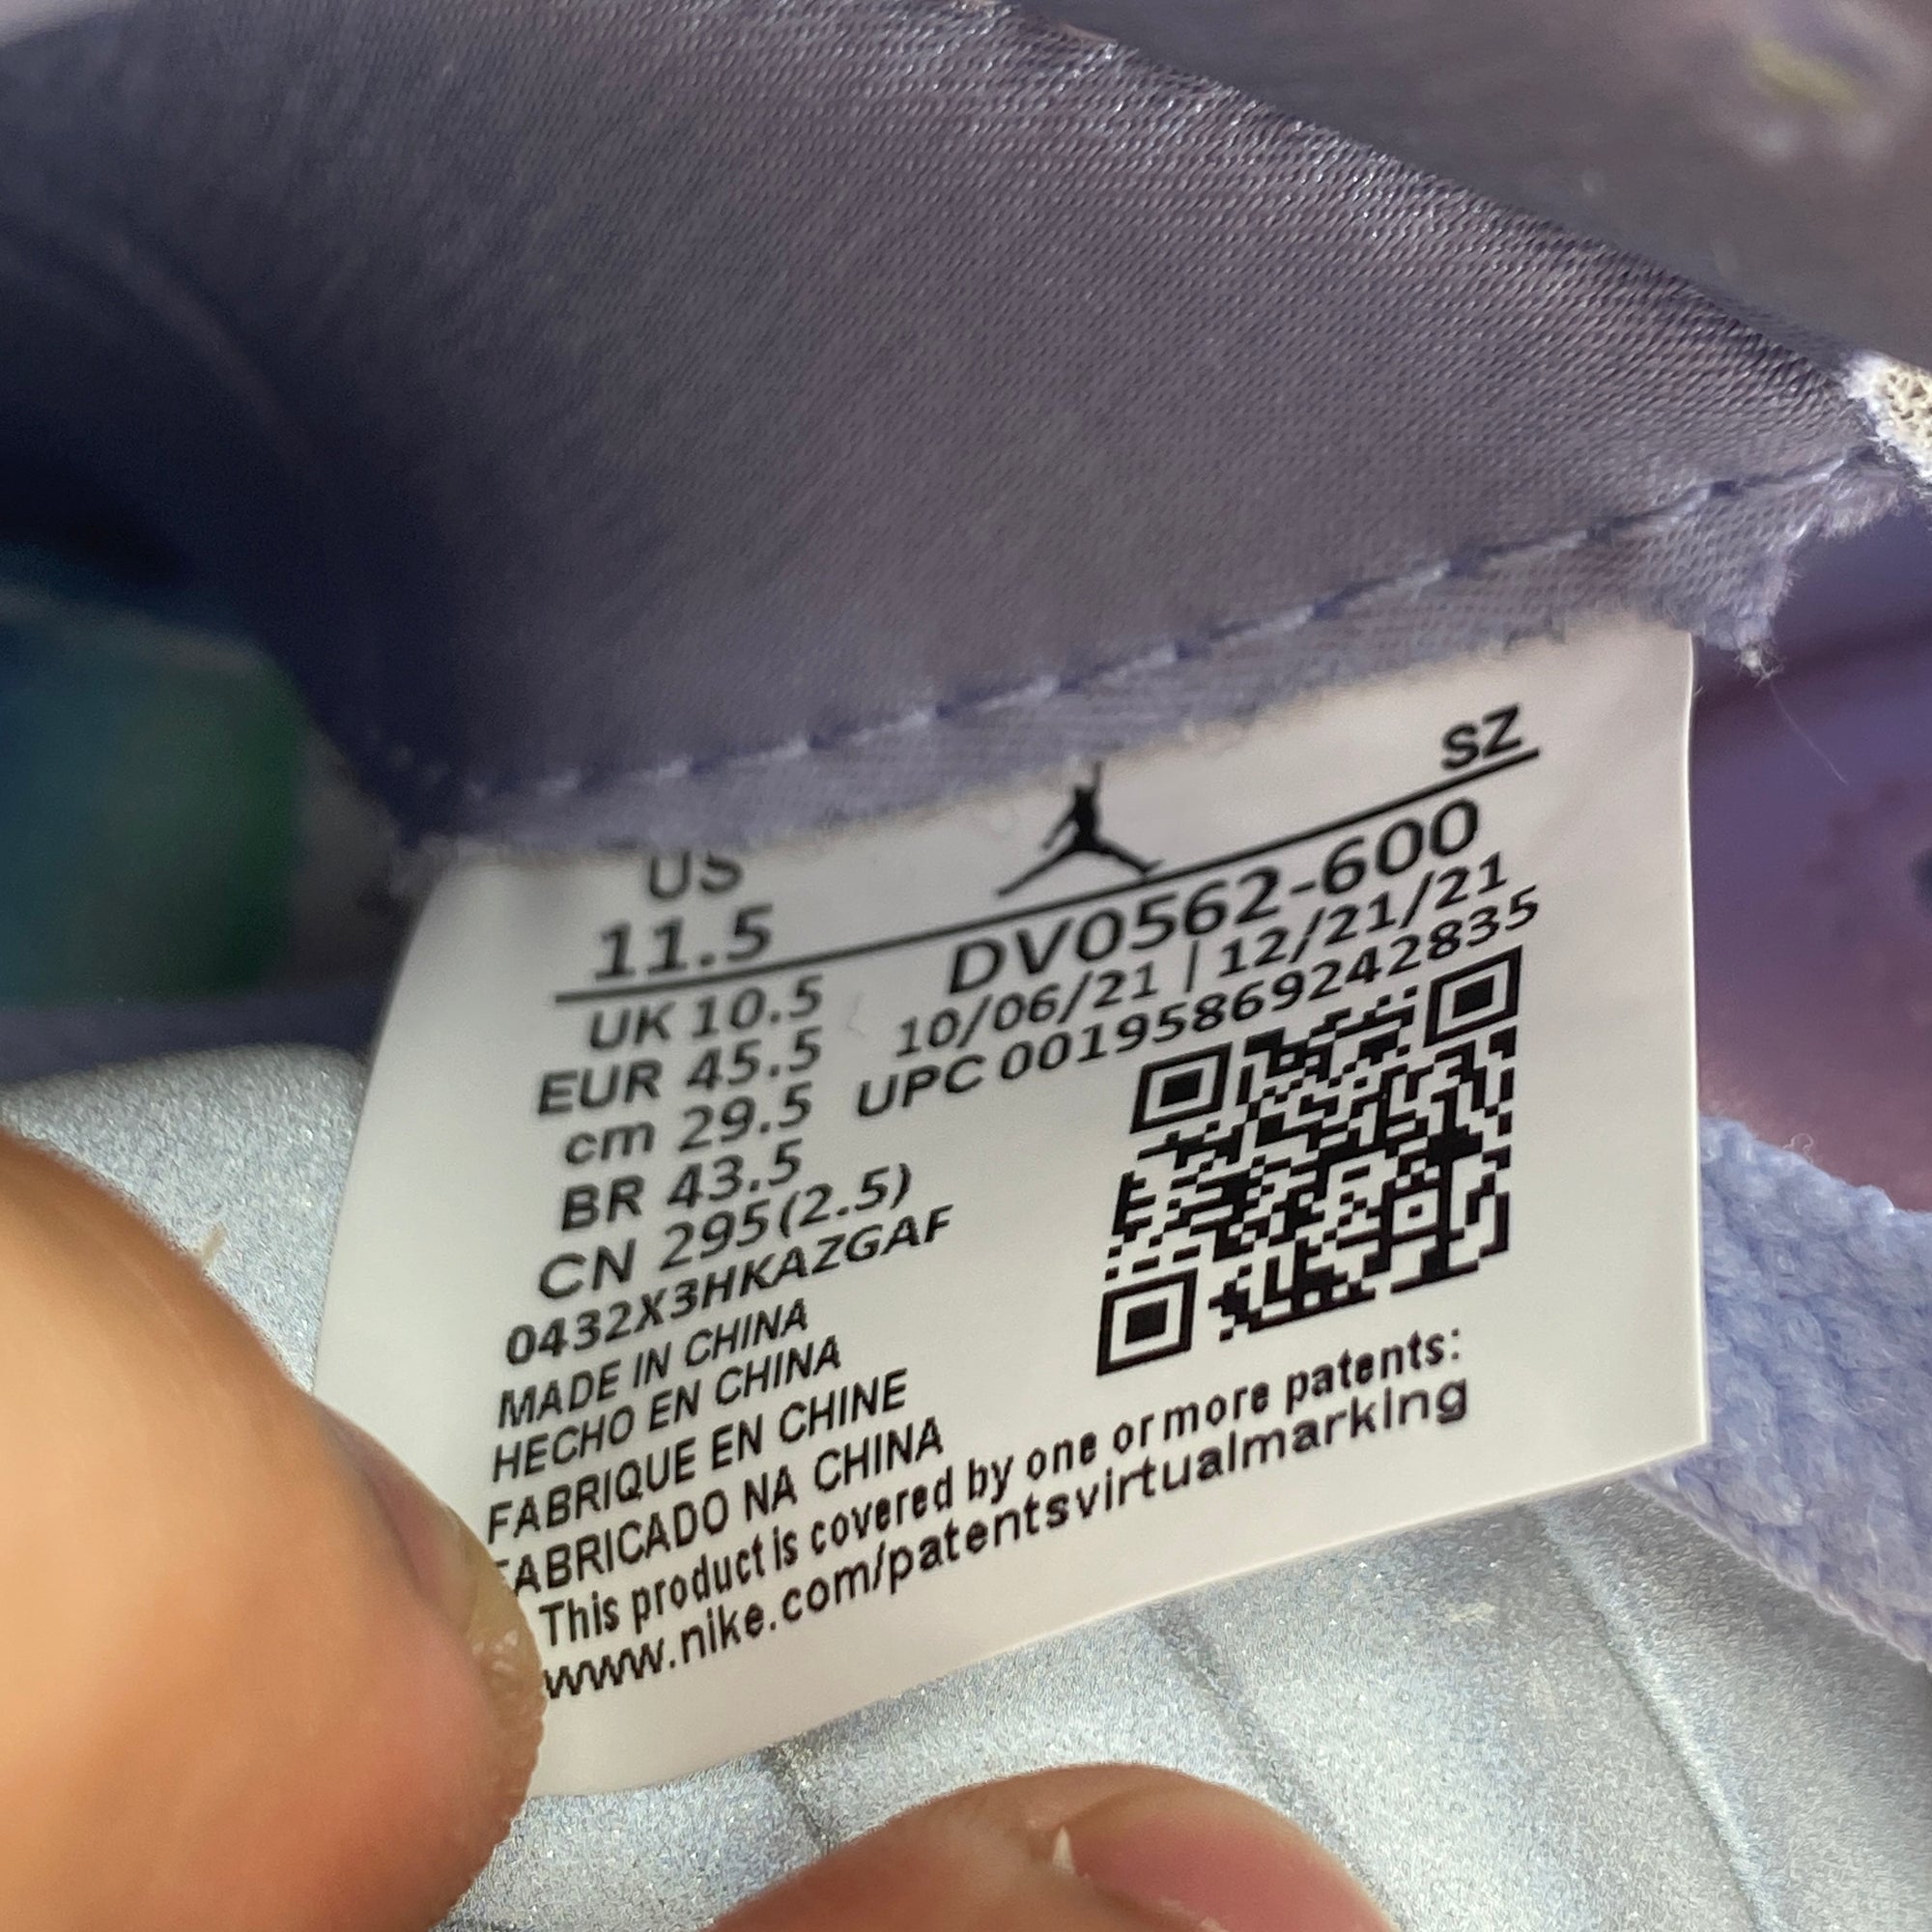 US
11.5
SZ
UK 10.5
EUR 45.5
cm 29.5
BR 43.5
CN 295(2.5)
0432X3HKAZGAF
DV0562-600
10/06/21 | 12/21/21
UPC 00195869242835
MADE IN CHINA
HECHO EN CHINA
FABRIQUE EN CHINE
FABRICADO NA CHINA
This product is covered by one or more patents:
www.nike.com/patentsvirtualmarking